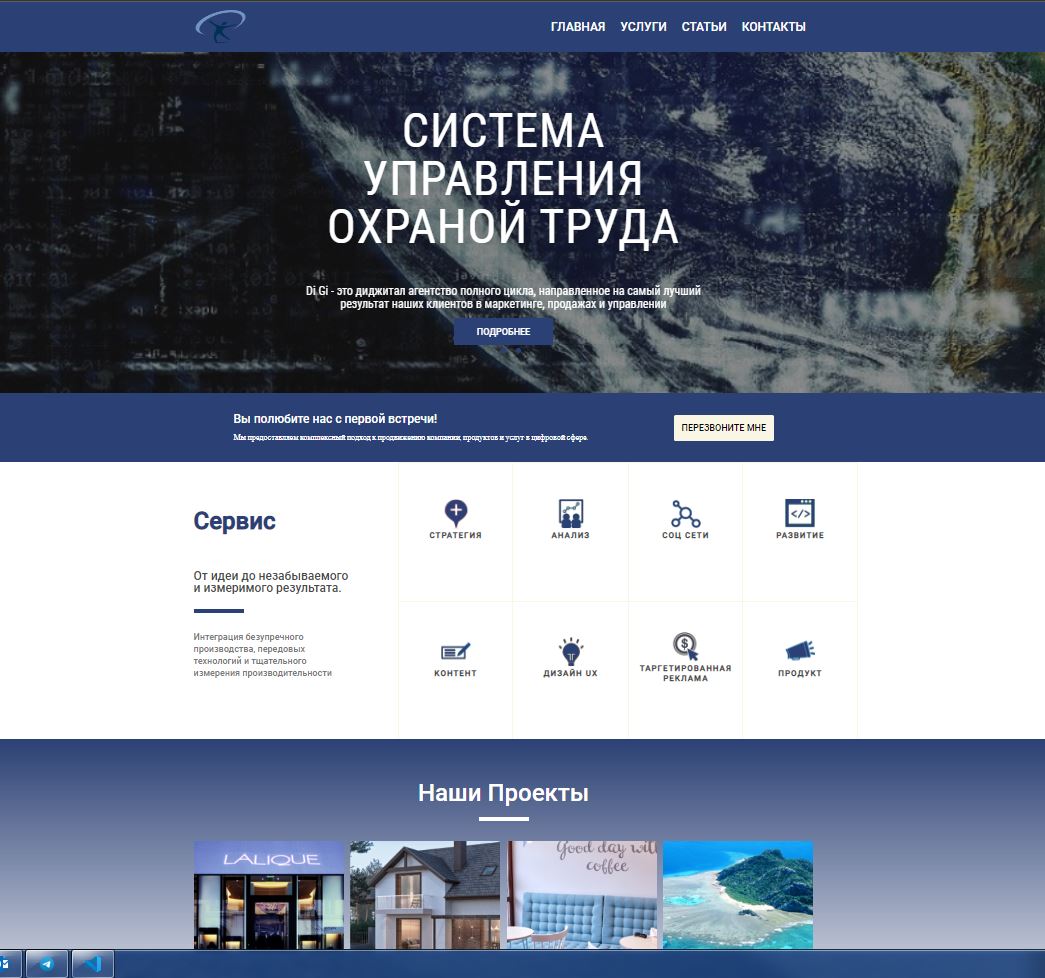 ГЛАВНАЯ УСЛУГИ СТАТЬИ КОНТАКТЫ
СИСТЕМА
УПРАВЛЕНИЯ
ОХРАНОЙ ТРУДА
Di Gi - это диджитал агентство полного цикла, направленное на самый лучший
результат наших клиентов в маркетинге, продажах и управлении
ПОДРОБНЕЕ
Вы полюбите нас с первой встречи!
Мы предоставляем комплексный подход к продвижению компании, продуктов и услуг в цифровой сфере.
ПЕРЕЗВОНИТЕ МНЕ
Сервис
От идеи до незабываемого
и измеримого результата.
Интеграция безупречного
производства, передовых
технологий и тщательного
измерения производительности
СТРАТЕГИЯ
АНАЛИЗ
СОЦ СЕТИ
РАЗВИТИЕ
КОНТЕНТ
ДИЗАЙН UX
ТАРГЕТИРОВАННАЯ
РЕКЛАМА
ПРОДУКТ
Наши Проекты
LALIQUE
Good day will
coffee